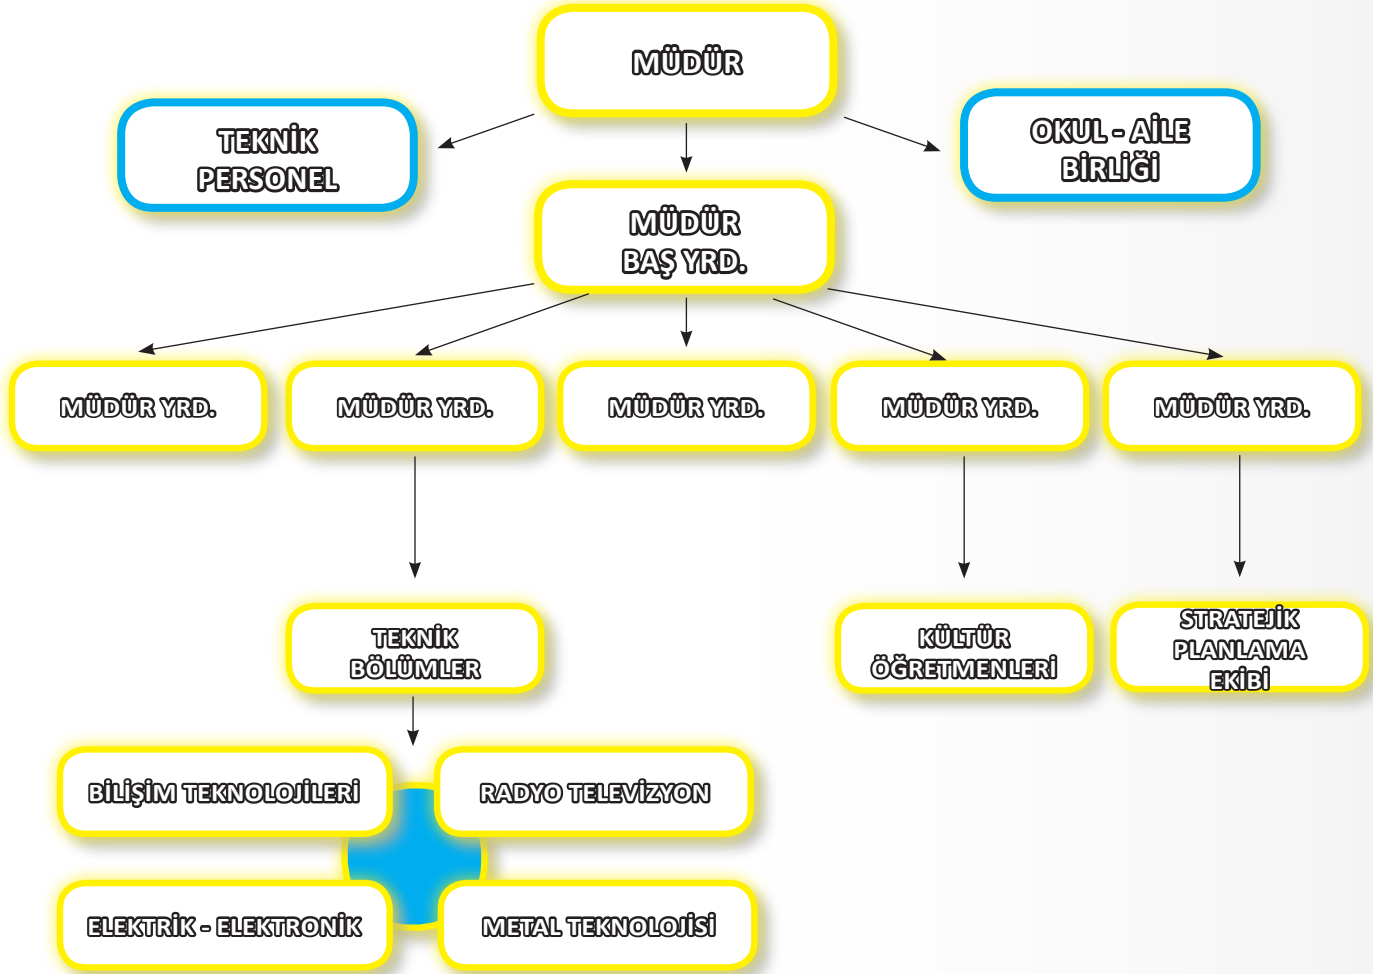 MÜDÜR
TEKNİK
PERSONEL
OKUL - AİLE
BİRLİĞİ
MÜDÜR
BAŞ YRD.
MÜDÜR YRD.
MÜDÜR YRD.
MÜDÜR YRD.
MÜDÜR YRD.
MÜDÜR YRD.
TEKNİK
BÖLÜMLER
KÜLTÜR
ÖĞRETMENLERİ
STRATEJİK
PLANLAMA
EKİBİ
BİLİŞİM TEKNOLOJİLERİ
RADYO TELEVİZYON
ELEKTRİK - ELEKTRONİK
METAL TEKNOLOJİSİ